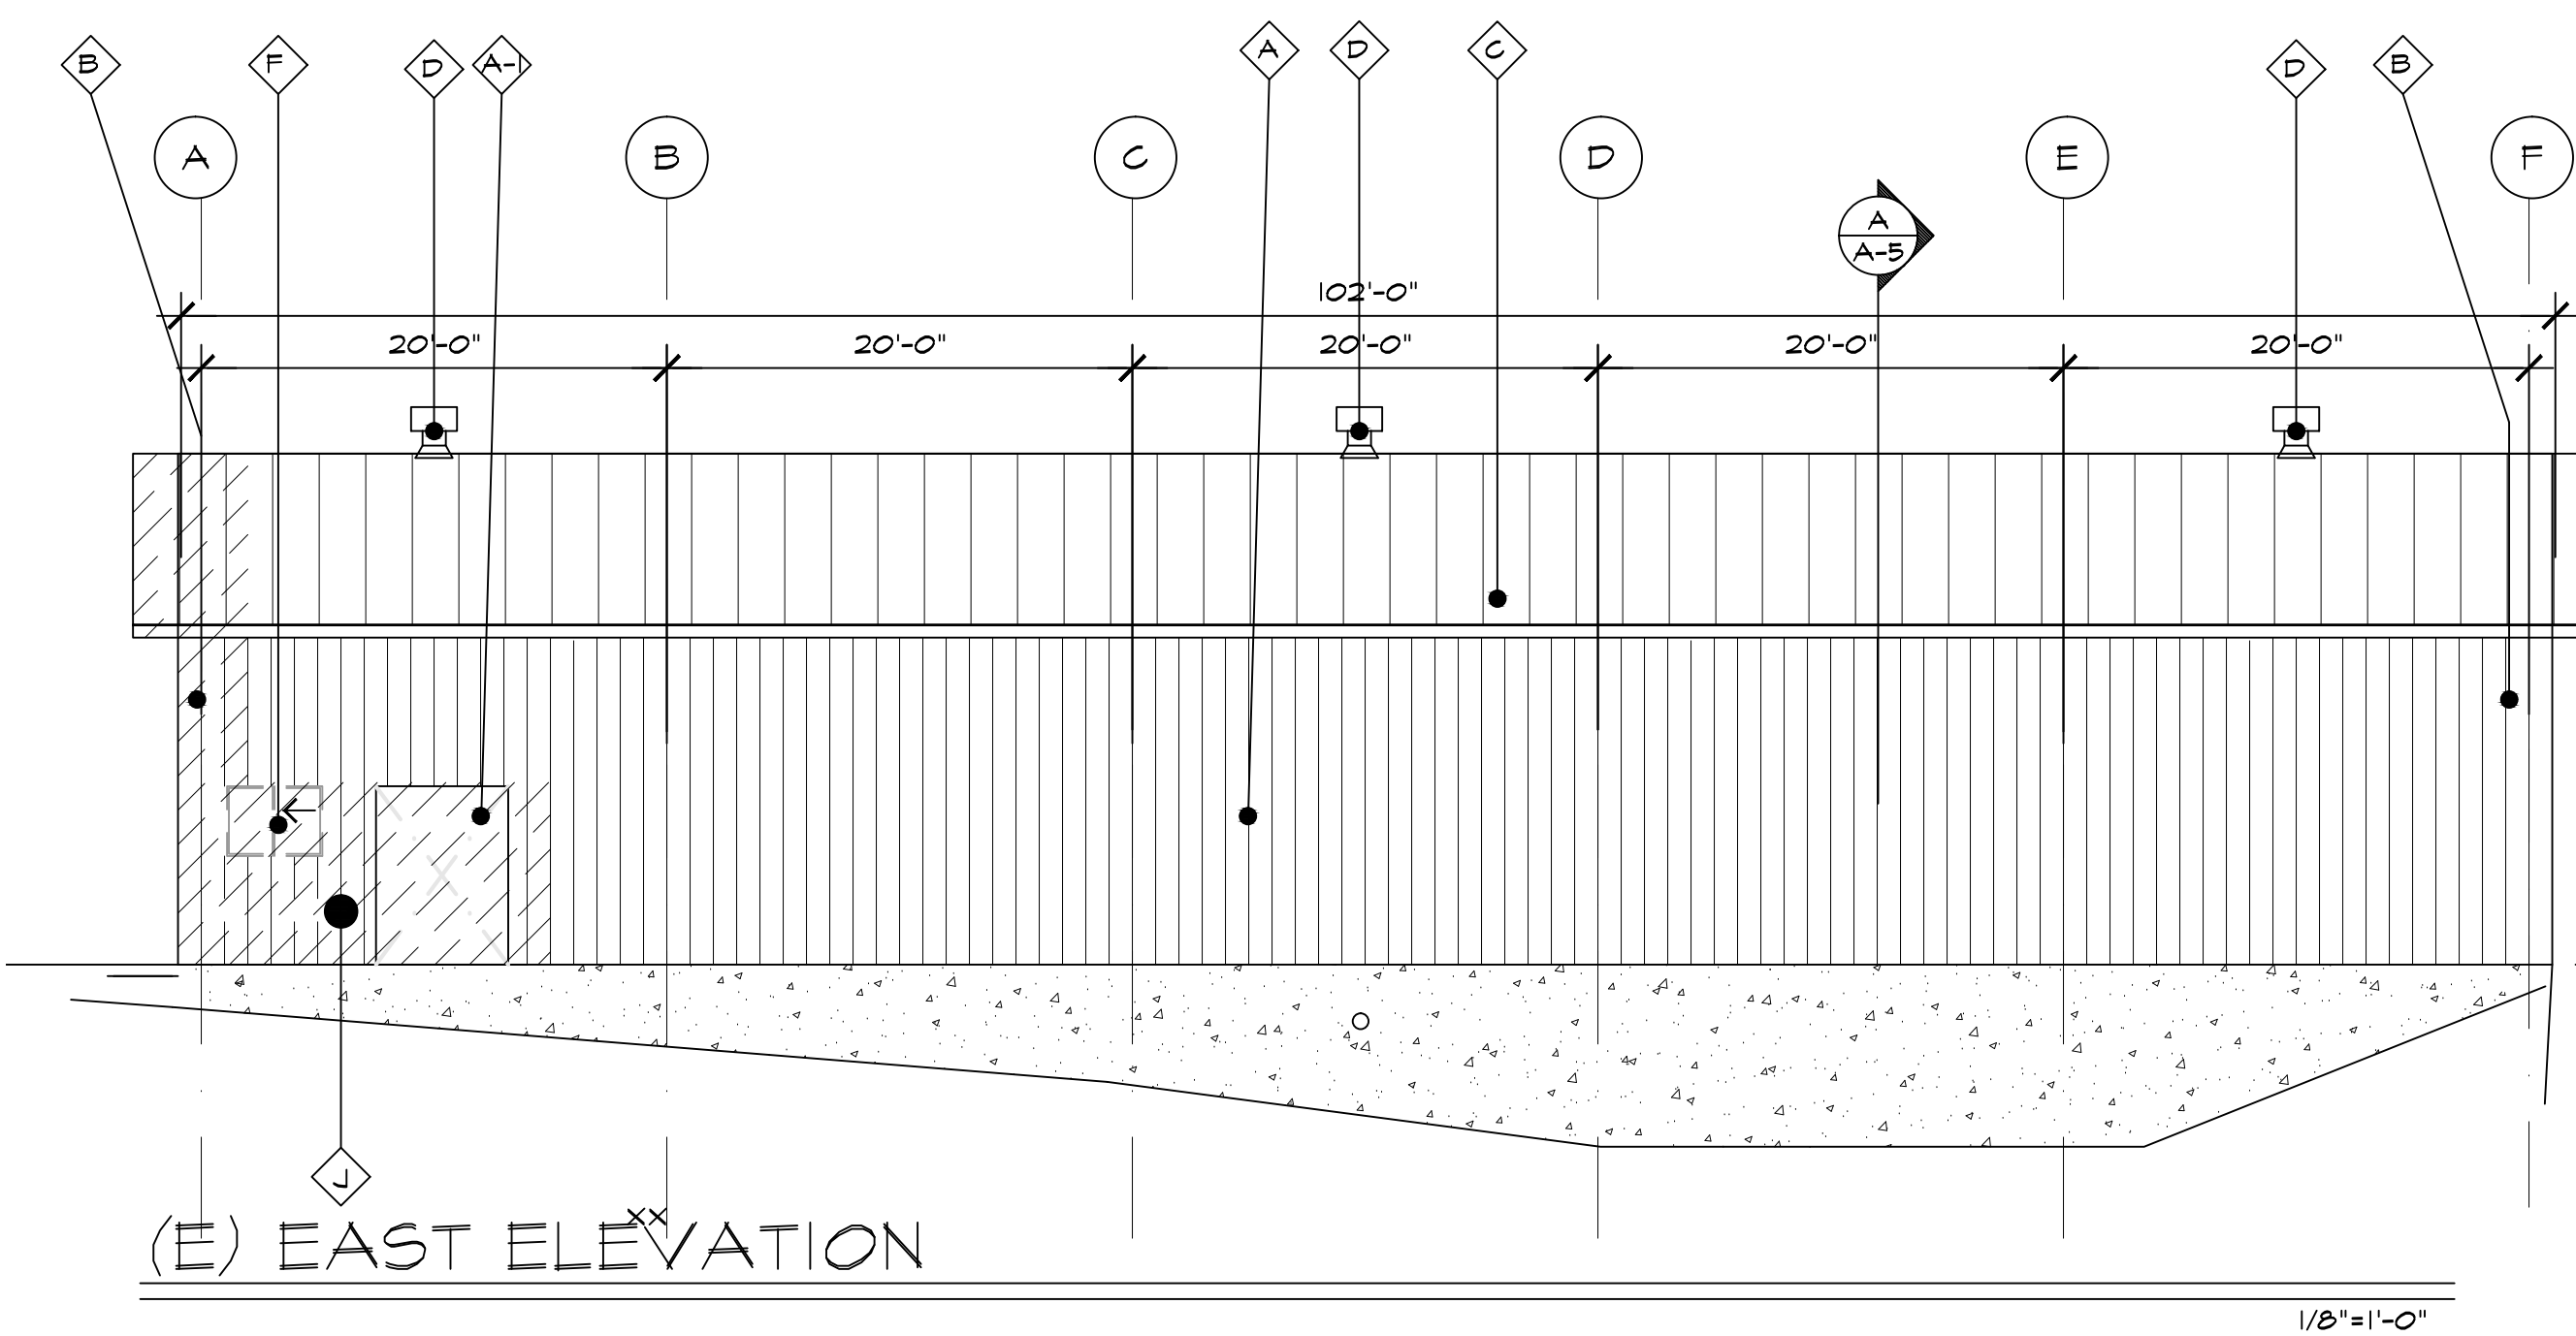 A D C
B F D A-1 D B
A B C D E F
A
A-5
102'-0"
20'-0" 20'-0" 20'-0" 20'-0" 20'-0"
J
XX
(E) EAST ELEVATION
1/8"=1'-0"